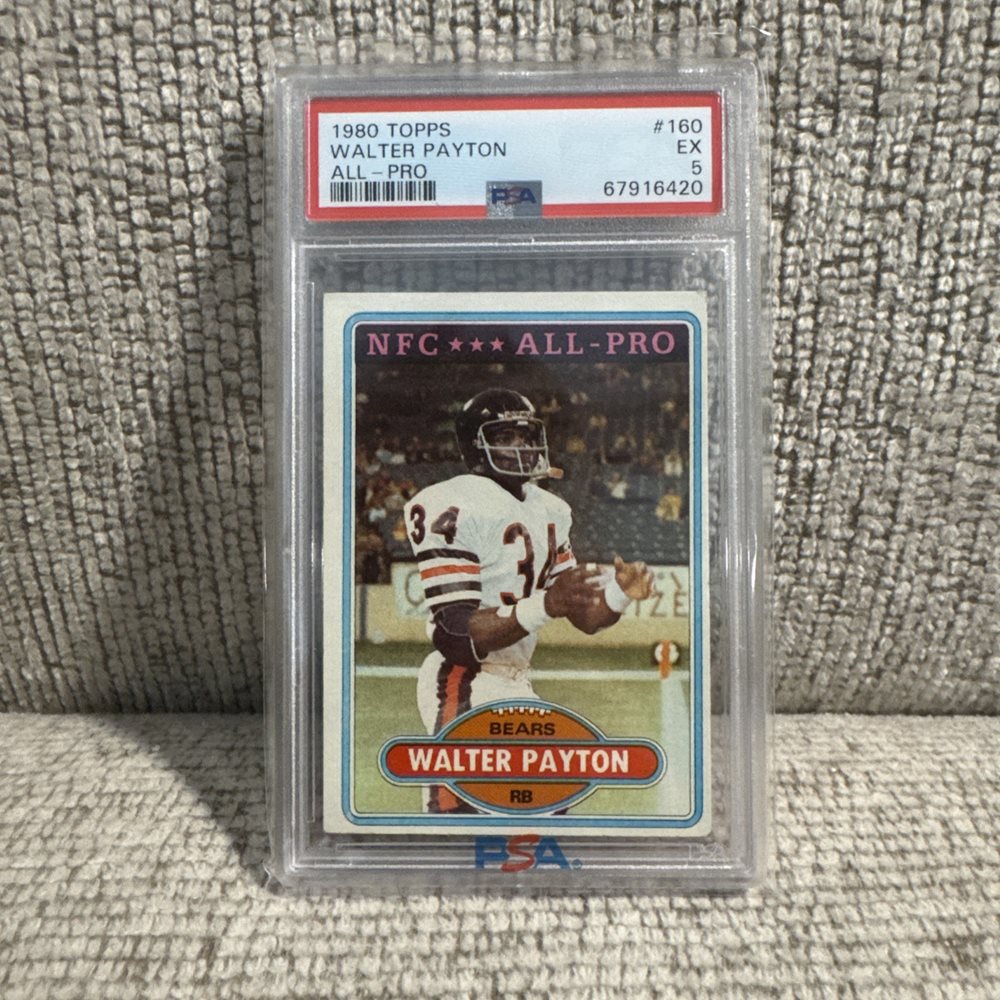 1980 TOPPS #160
WALTER PAYTON EX
ALL-PRO 5
PSA 67916420
NFC ★★★ ALL-PRO
34
34
BEARS
WALTER PAYTON
RB
PSA